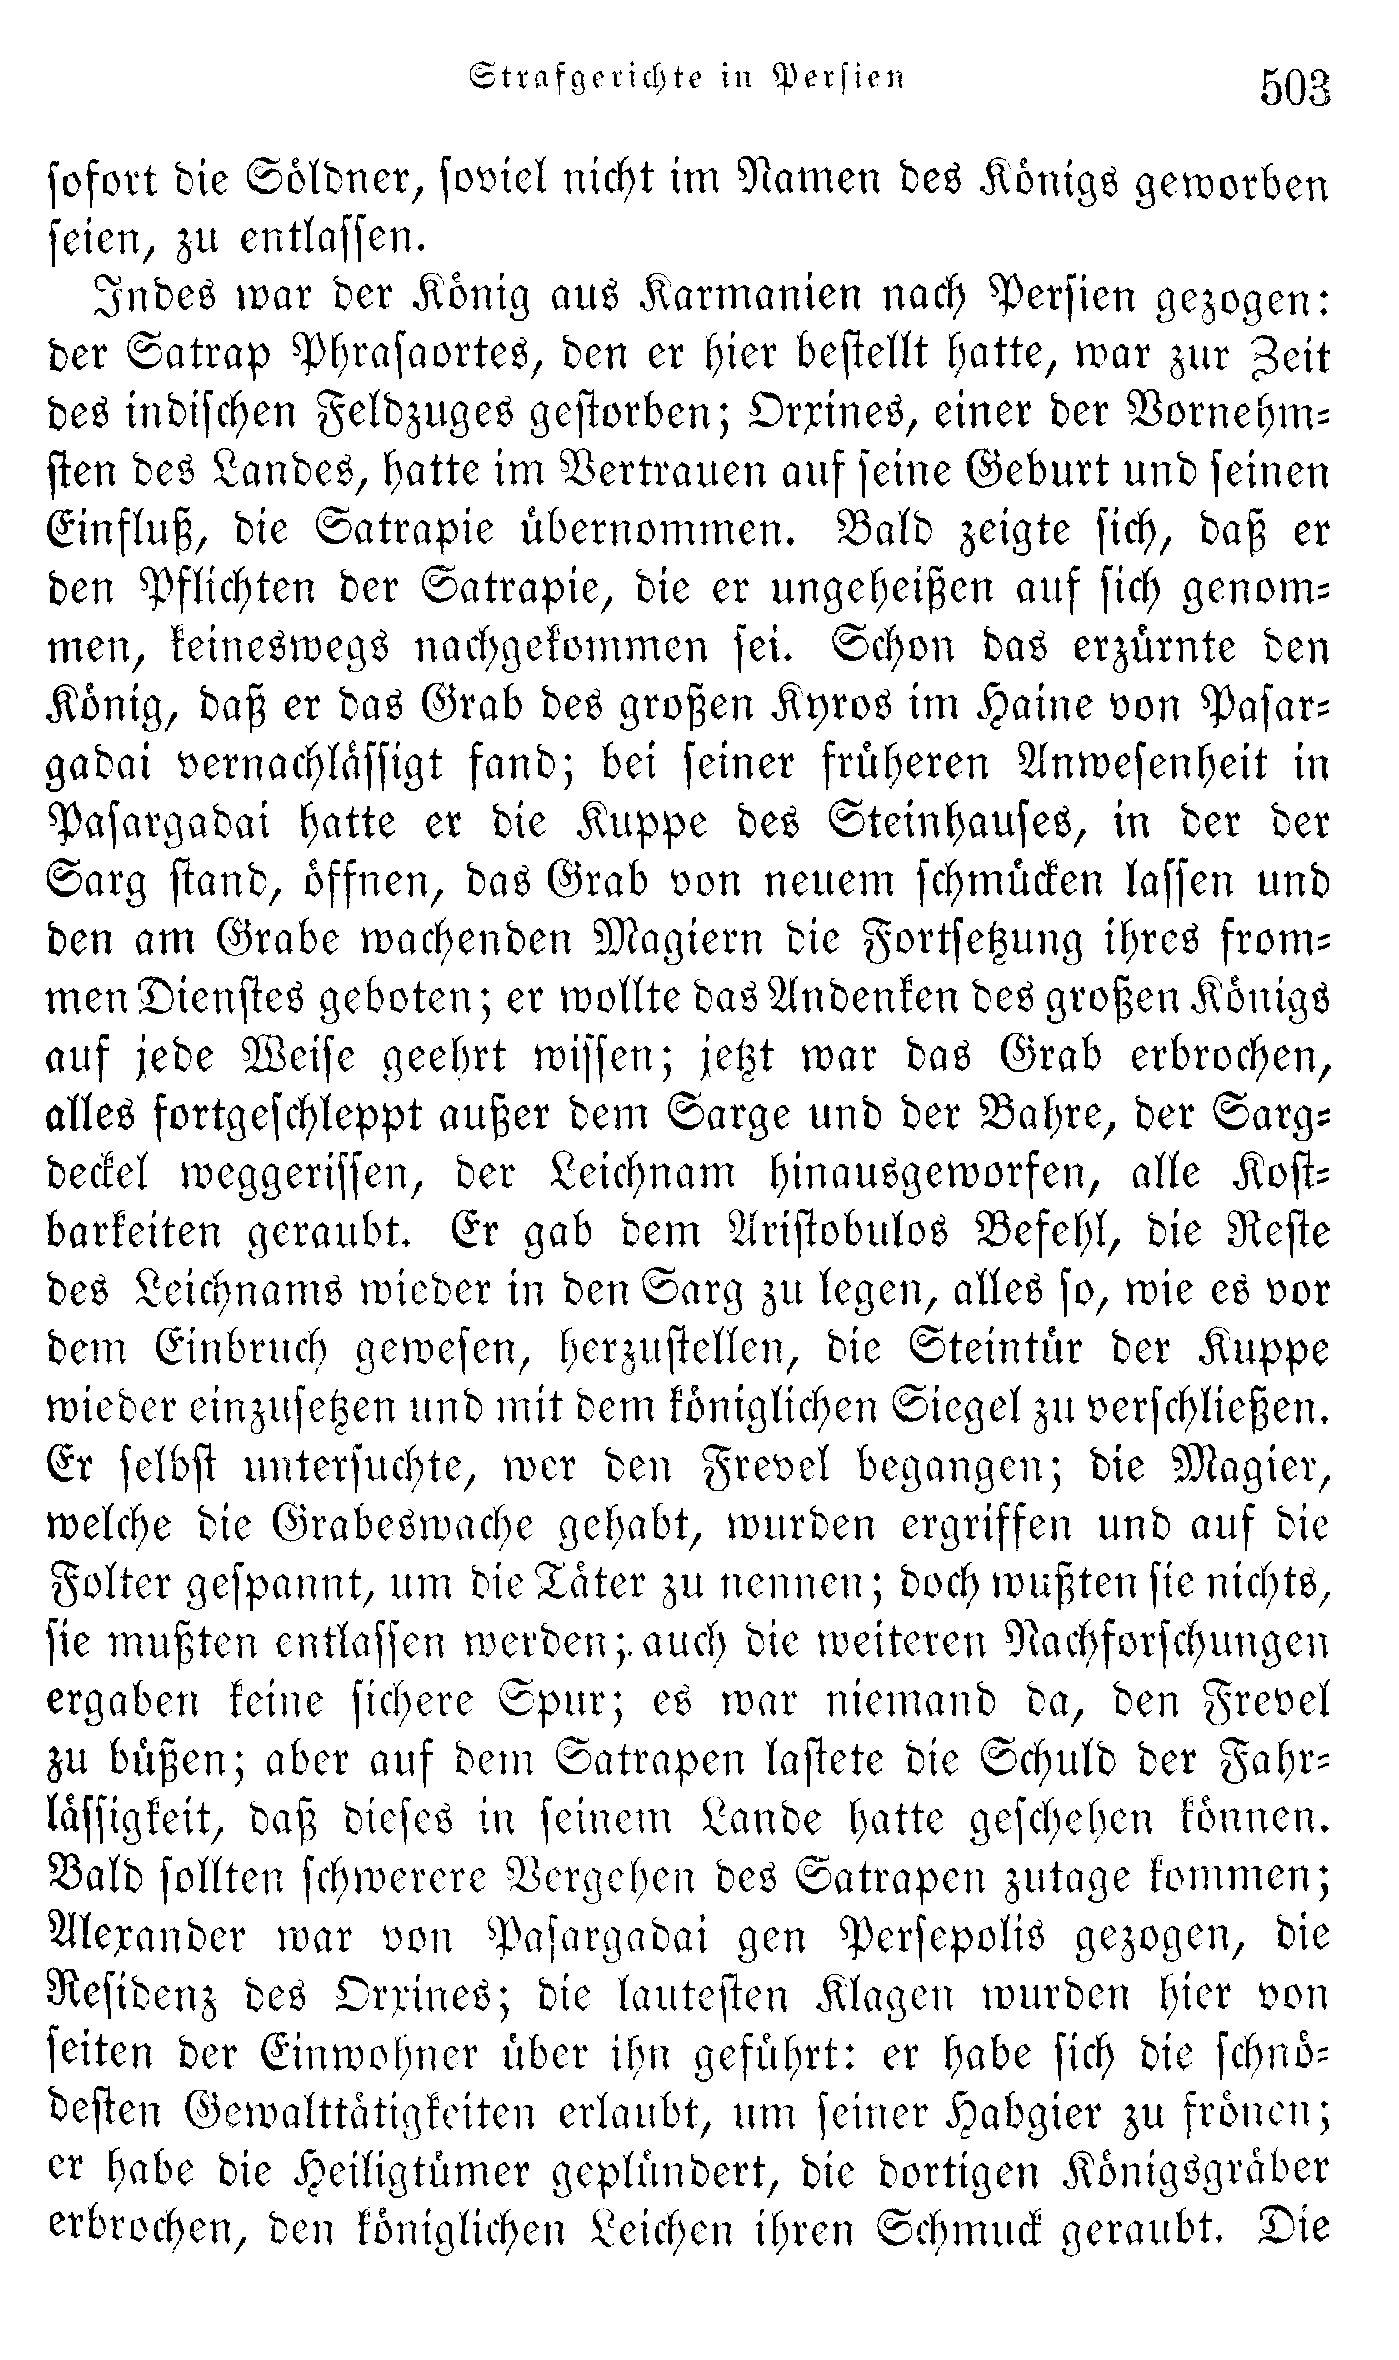 Strafgerichte in Persien 503
sofort die Söldner, soviel nicht im Namen des Königs geworben
seien, zu entlassen.
Indes war der König aus Karmanien nach Persien gezogen:
der Satrap Phrasaortes, den er hier bestellt hatte, war zur Zeit
des indischen Feldzuges gestorben; Orxines, einer der Vornehm-
sten des Landes, hatte im Vertrauen auf seine Geburt und seinen
Einfluß, die Satrapie übernommen. Bald zeigte sich, daß er
den Pflichten der Satrapie, die er ungeheißen auf sich genom-
men, keineswegs nachgekommen sei. Schon das erzürnte den
König, daß er das Grab des großen Kyros im Haine von Pasar-
gadai vernachlässigt fand; bei seiner früheren Anwesenheit in
Pasargadai hatte er die Kuppe des Steinhauses, in der der
Sarg stand, öffnen, das Grab von neuem schmücken lassen und
den am Grabe wachenden Magiern die Fortsetzung ihres from-
men Dienstes geboten; er wollte das Andenken des großen Königs
auf jede Weise geehrt wissen; jetzt war das Grab erbrochen,
alles fortgeschleppt außer dem Sarge und der Bahre, der Sarg-
deckel weggerissen, der Leichnam hinausgeworfen, alle Kost-
barkeiten geraubt. Er gab dem Aristobulos Befehl, die Reste
des Leichnams wieder in den Sarg zu legen, alles so, wie es vor
dem Einbruch gewesen, herzustellen, die Steintür der Kuppe
wieder einzusetzen und mit dem königlichen Siegel zu verschließen.
Er selbst untersuchte, wer den Frevel begangen; die Magier,
welche die Grabeswache gehabt, wurden ergriffen und auf die
Folter gespannt, um die Täter zu nennen; doch wußten sie nichts,
sie mußten entlassen werden; auch die weiteren Nachforschungen
ergaben keine sichere Spur; es war niemand da, den Frevel
zu büßen; aber auf dem Satrapen lastete die Schuld der Fahr-
lässigkeit, daß dieses in seinem Lande hatte geschehen können.
Bald sollten schwerere Vergehen des Satrapen zutage kommen;
Alexander war von Pasargadai gen Persepolis gezogen, die
Residenz des Orxines; die lautesten Klagen wurden hier von
seiten der Einwohner über ihn geführt: er habe sich die schnö-
desten Gewalttätigkeiten erlaubt, um seiner Habgier zu frönen;
er habe die Heiligtümer geplündert, die dortigen Königsgräber
erbrochen, den königlichen Leichen ihren Schmuck geraubt. Die